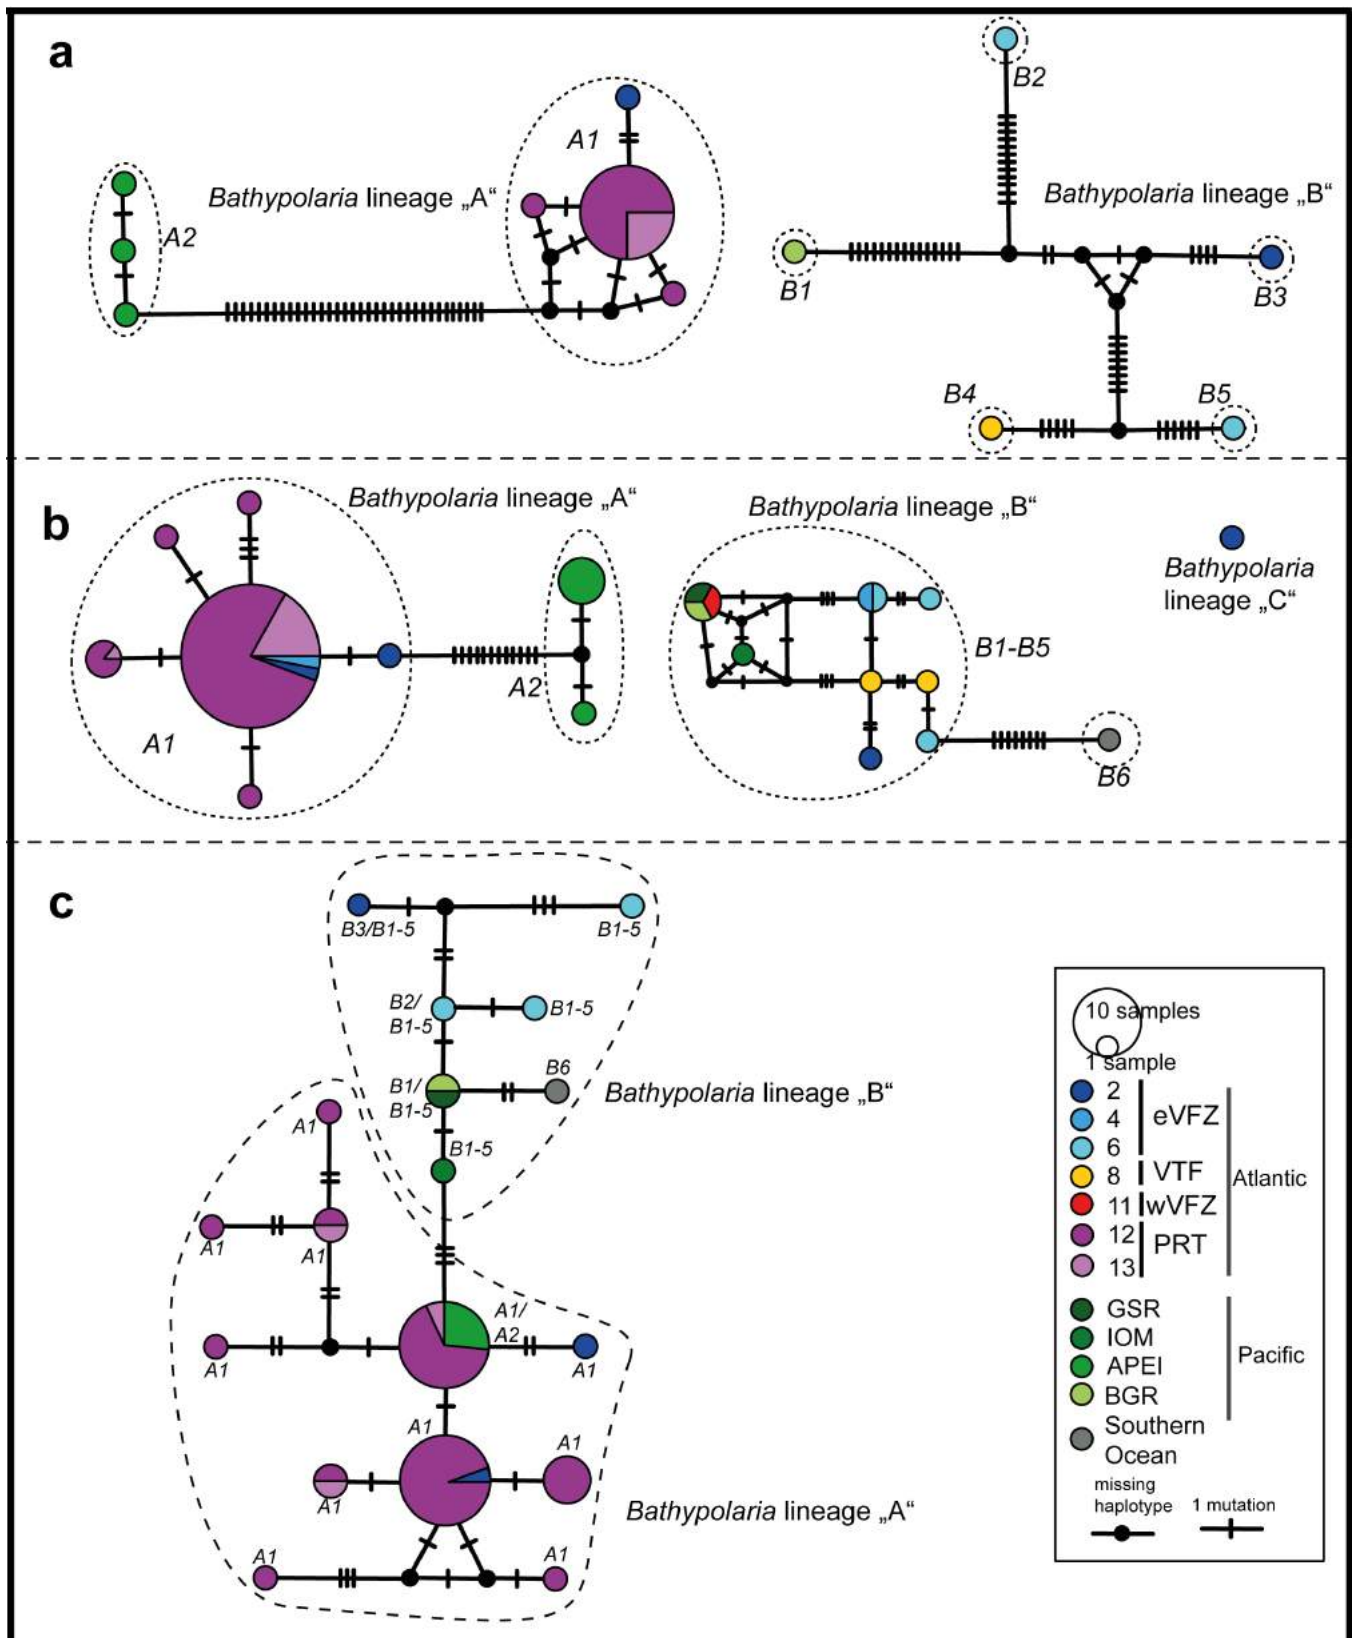 a
B2
A1
Bathypolaria lineage „A“
Bathypolaria lineage „B“
A2
B1
B3
B4
B5
b
Bathypolaria lineage „A“
Bathypolaria lineage „B“
Bathypolaria
lineage „C“
B1-B5
A2
A1
B6
c
B3/B1-5
B1-5
B2/
B1-5
B1-5
B6
B1/
B1-5
Bathypolaria lineage „B“
A1
B1-5
A1
A1
A1/
A2
A1
A1
A1
A1
A1
Bathypolaria lineage „A“
A1
A1
10 samples
1 sample
2
4
eVFZ
6
8
VTF
Atlantic
11
wVFZ
12
PRT
13
GSR
IOM
Pacific
APEI
BGR
Southern
Ocean
missing
haplotype
1 mutation